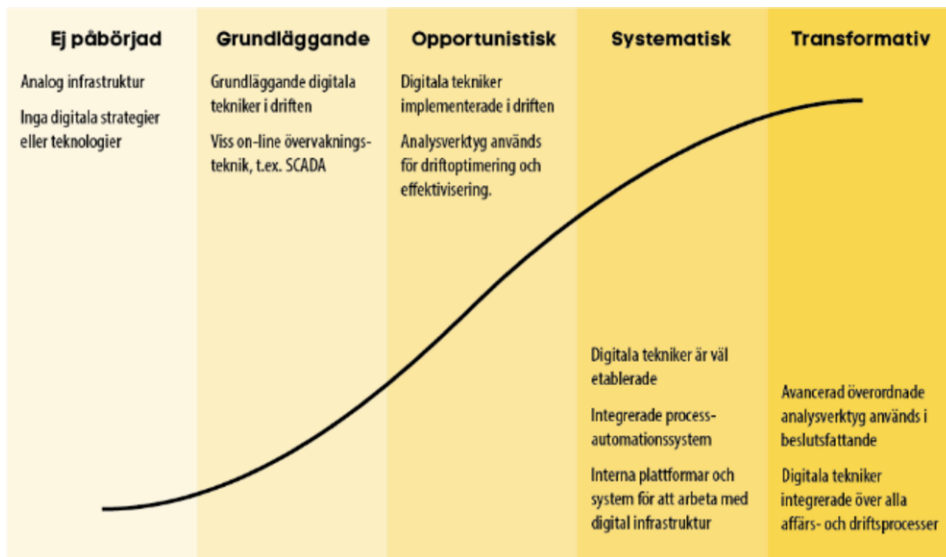 Ej påbörjad
Analog infrastruktur
Inga digitala strategier
eller teknologier
Grundläggande
Grundläggande digitala
tekniker i driften
Viss on-line övervaknings-
teknik, t.ex. SCADA
Opportunistisk
Digitala tekniker
implementerade i driften
Analysverktyg används
för driftoptimering och
effektivisering.
Systematisk
Digitala tekniker är väl
etablerade
Integrerade process-
automationssystem
Interna plattformar och
system för att arbeta med
digital infrastruktur
Transformativ
Avancerad överordnade
analysverktyg används i
beslutsfattande
Digitala tekniker
integrerade över alla
affärs- och driftsprocesser